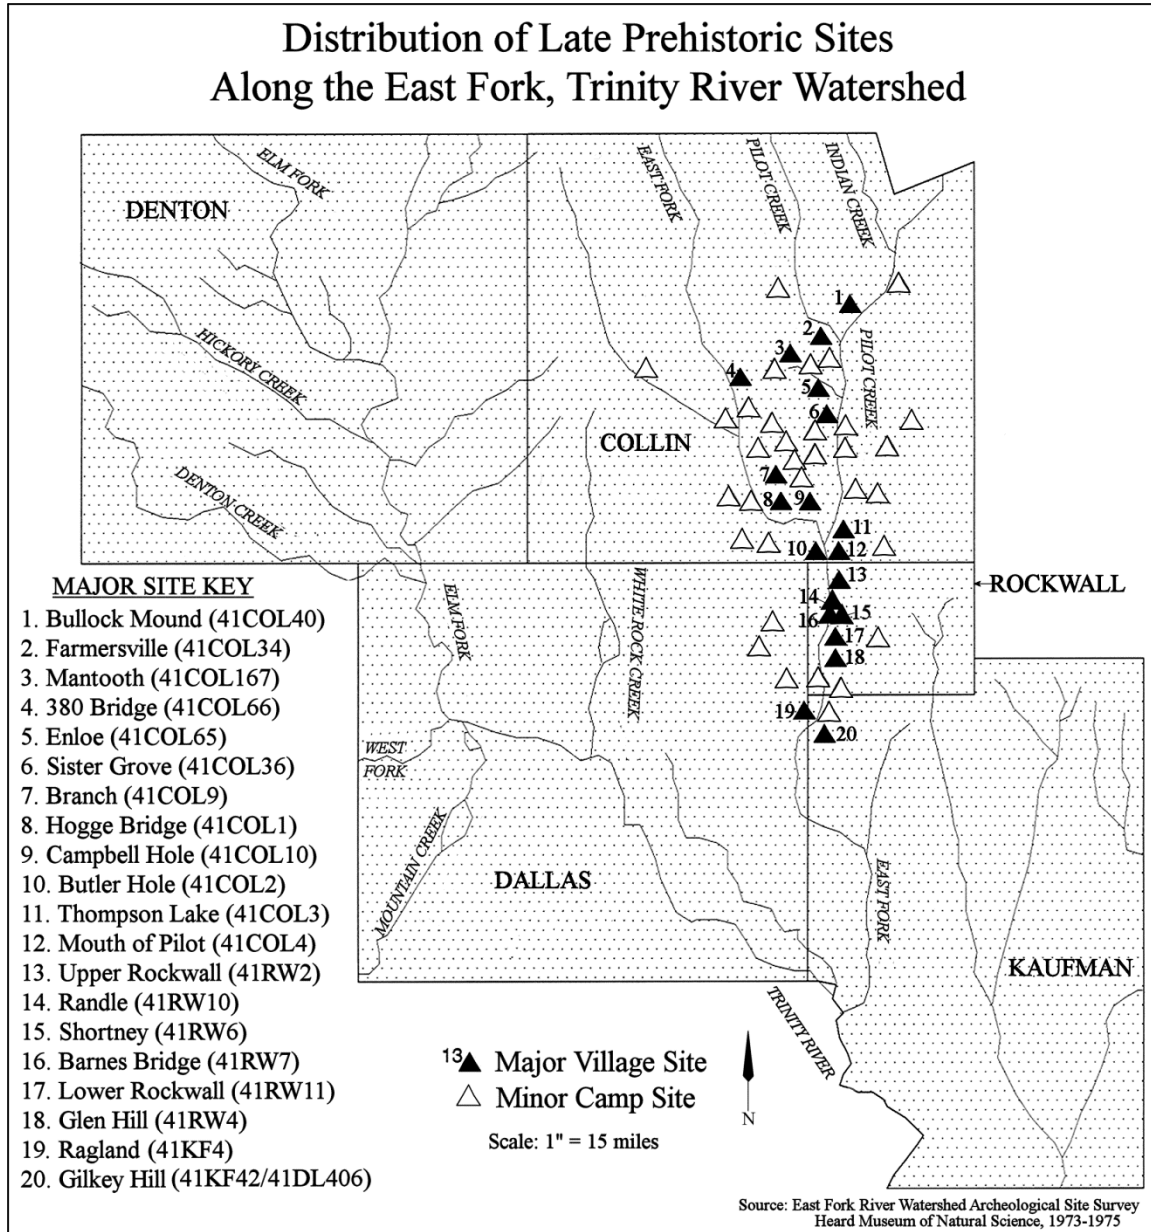 Distribution of Late Prehistoric Sites
Along the East Fork, Trinity River Watershed
ELM FORK
DENTON
EAST FORK
PILOT CREEK
INDIAN CREEK
HICKORY CREEK
DENTON CREEK
COLLIN
PILOT CREEK
1
2
3
4
5
6
7
8
9
10
11
12
13
14
15
16
17
18
19
20
ROCKWALL
ELM FORK
WHITE ROCK CREEK
WEST FORK
MOUNTAIN CREEK
DALLAS
EAST FORK
KAUFMAN
TRINITY RIVER
MAJOR SITE KEY
1. Bullock Mound (41COL40)
2. Farmersville (41COL34)
3. Mantooth (41COL167)
4. 380 Bridge (41COL66)
5. Enloe (41COL65)
6. Sister Grove (41COL36)
7. Branch (41COL9)
8. Hogge Bridge (41COL1)
9. Campbell Hole (41COL10)
10. Butler Hole (41COL2)
11. Thompson Lake (41COL3)
12. Mouth of Pilot (41COL4)
13. Upper Rockwall (41RW2)
14. Randle (41RW10)
15. Shortney (41RW6)
16. Barnes Bridge (41RW7)
17. Lower Rockwall (41RW11)
18. Glen Hill (41RW4)
19. Ragland (41KF4)
20. Gilkey Hill (41KF42/41DL406)
13 Major Village Site
Minor Camp Site
N
Scale: 1" = 15 miles
Source: East Fork River Watershed Archeological Site Survey
Heard Museum of Natural Science, 1973-1975